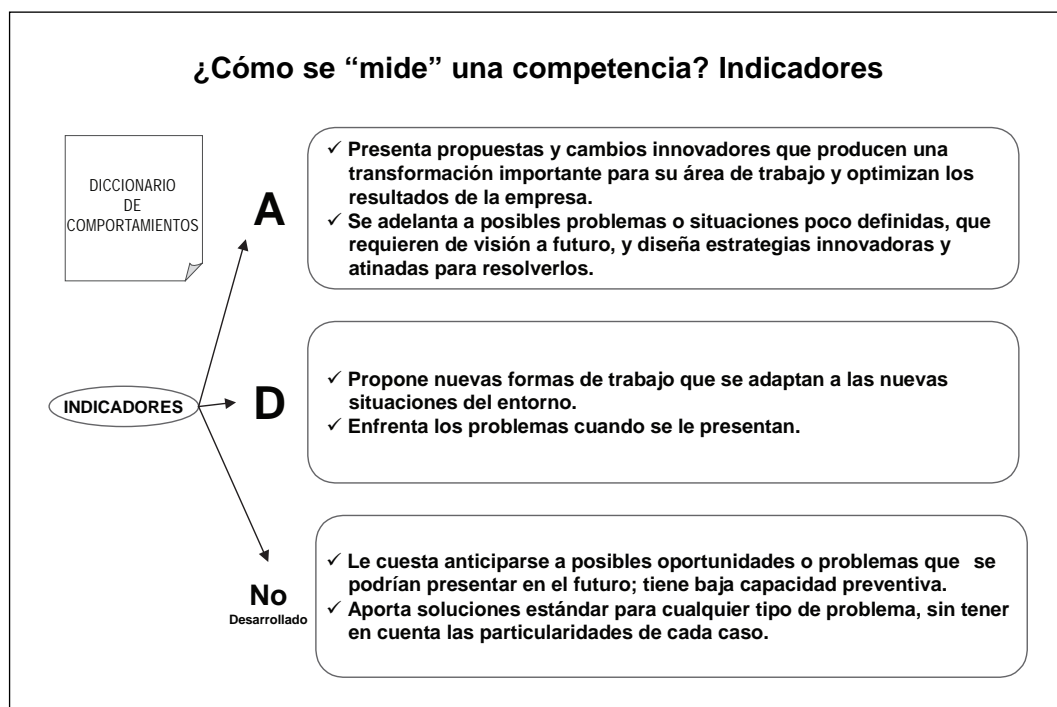 ¿Cómo se “mide” una competencia? Indicadores
DICCIONARIO
DE
COMPORTAMIENTOS
A
✓ Presenta propuestas y cambios innovadores que producen una
transformación importante para su área de trabajo y optimizan los
resultados de la empresa.
✓ Se adelanta a posibles problemas o situaciones poco definidas, que
requieren de visión a futuro, y diseña estrategias innovadoras y
atinadas para resolverlos.
INDICADORES
D
✓ Propone nuevas formas de trabajo que se adaptan a las nuevas
situaciones del entorno.
✓ Enfrenta los problemas cuando se le presentan.
No
Desarrollado
✓ Le cuesta anticiparse a posibles oportunidades o problemas que se
podrían presentar en el futuro; tiene baja capacidad preventiva.
✓ Aporta soluciones estándar para cualquier tipo de problema, sin tener
en cuenta las particularidades de cada caso.